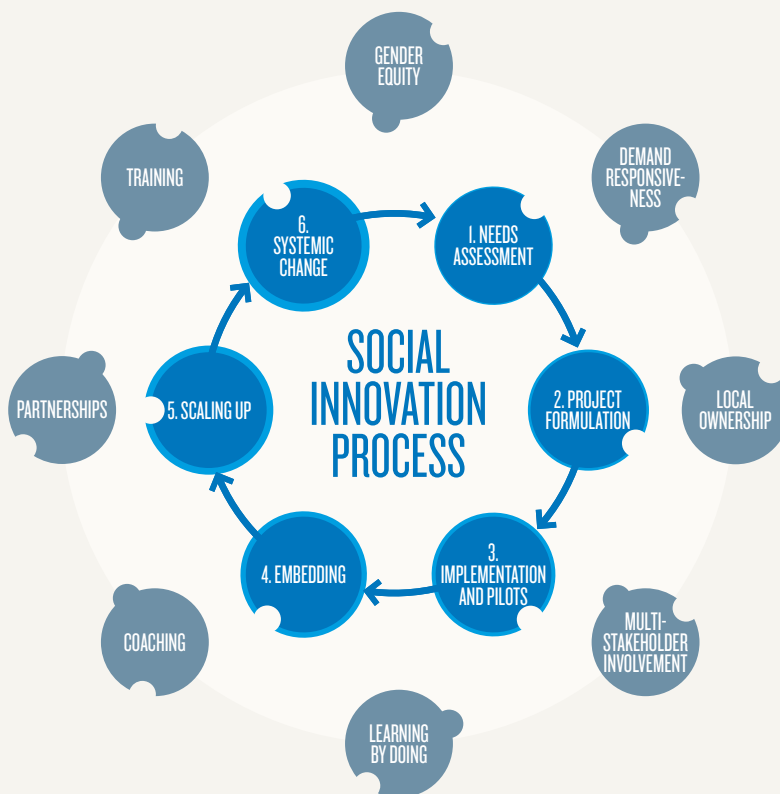 GENDER
EQUITY
DEMAND
RESPONSIVE-
NESS
LOCAL
OWNERSHIP
MULTI-
STAKEHOLDER
INVOLVEMENT
LEARNING
BY DOING
COACHING
PARTNERSHIPS
TRAINING
SOCIAL
INNOVATION
PROCESS
1. NEEDS
ASSESSMENT
2. PROJECT
FORMULATION
3.
IMPLEMENTATION
AND PILOTS
4. EMBEDDING
5. SCALING UP
6.
SYSTEMIC
CHANGE